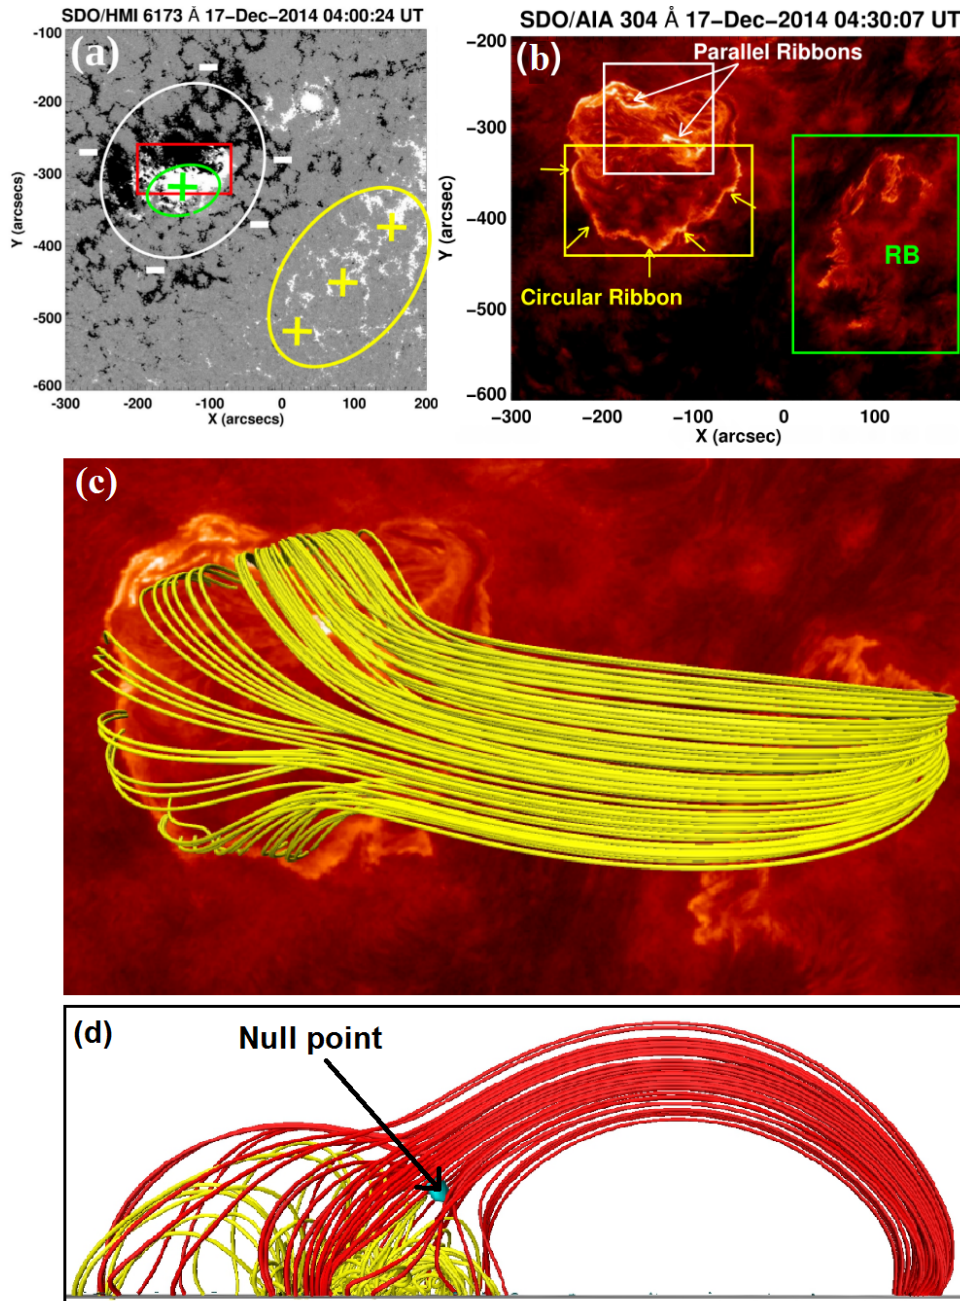 SDO/HMI 6173 Å 17-Dec-2014 04:00:24 UT
(a)
-100
-200
-300
-400
-500
-600
Y (arcsec)
-300 -200 -100 0 100 200
X (arcsecs)
SDO/AIA 304 Å 17-Dec-2014 04:30:07 UT
(b)
Parallel Ribbons
RB
Circular Ribbon
-200
-300
-400
-500
-600
Y (arcsec)
-300 -200 -100 0 100
X (arcsec)
(c)
(d)
Null point